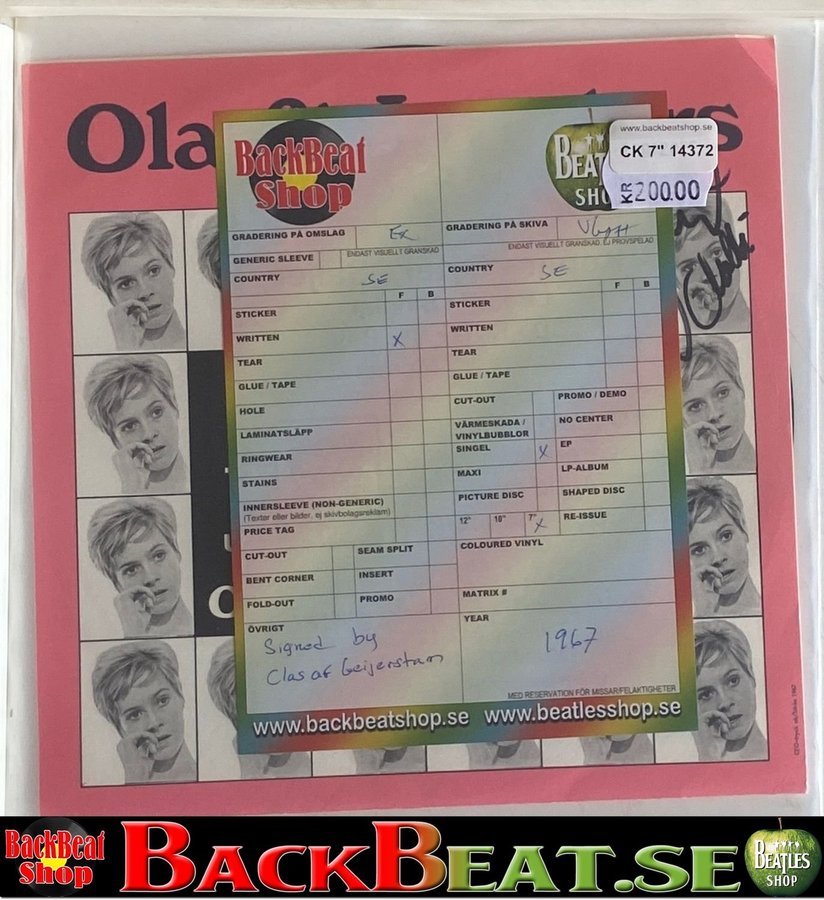 Ola
rs
BackBeat
Shop
BEAT
SHO
www.backbeatshop.se
CK 7" 14372
KR 200.00
GRADERING PÅ OMSLAG Ex
ENDAST VISUELLT GRANSKAD
GENERIC SLEEVE
COUNTRY SE
F B
STICKER
WRITTEN X
TEAR
GLUE / TAPE
HOLE
LAMINATSLÄPP
RINGWEAR
STAINS
INNERSLEEVE (NON-GENERIC)
(Texter eller bilder, ej skivbolagsreklam)
PRICE TAG
CUT-OUT SEAM SPLIT
BENT CORNER INSERT
FOLD-OUT PROMO
ÖVRIGT
Signed by
Clas af Geijerstam
GRADERING PÅ SKIVA
ENDAST VISUELLT GRANSKAD, EJ PROVSPELAD
COUNTRY SE
F B
STICKER
WRITTEN
TEAR
GLUE / TAPE
CUT-OUT PROMO / DEMO
VÄRMESKADA /
VINYLBUBBLOR NO CENTER
SINGEL X EP
MAXI LP-ALBUM
PICTURE DISC SHAPED DISC
12" 10" 7" X RE-ISSUE
COLOURED VINYL
MATRIX #
YEAR
1967
MED RESERVATION FÖR MISSAR/FELAKTIGHETER
www.backbeatshop.se www.beatlesshop.se
BackBeat
Shop
BACKBEAT.SE
BEATLES
SHOP